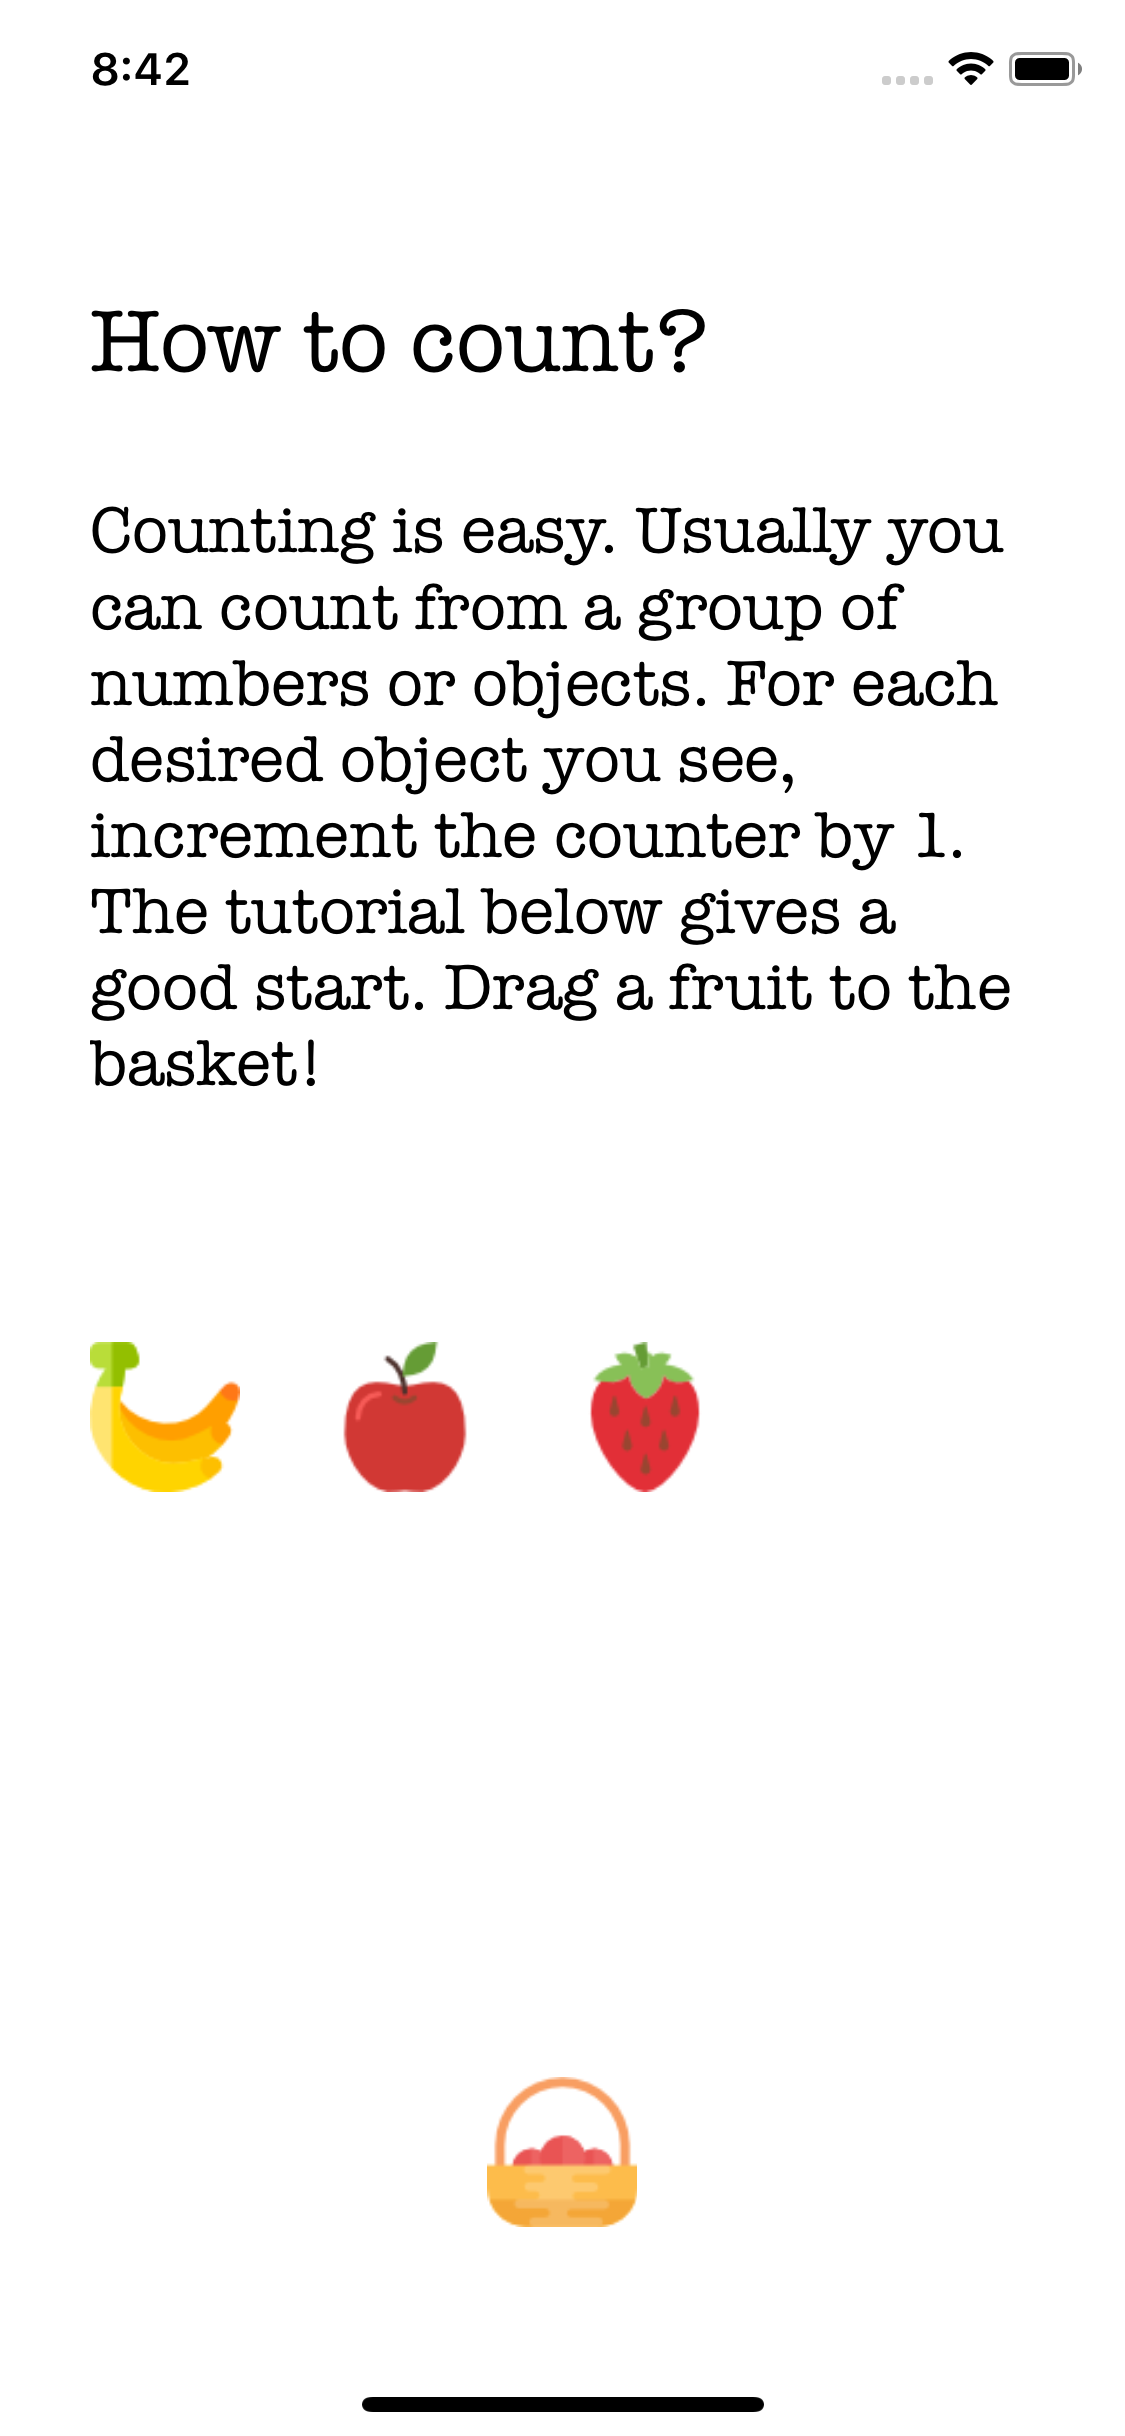 8:42
How to count?
Counting is easy. Usually you
can count from a group of
numbers or objects. For each
desired object you see,
increment the counter by 1.
The tutorial below gives a
good start. Drag a fruit to the
basket!